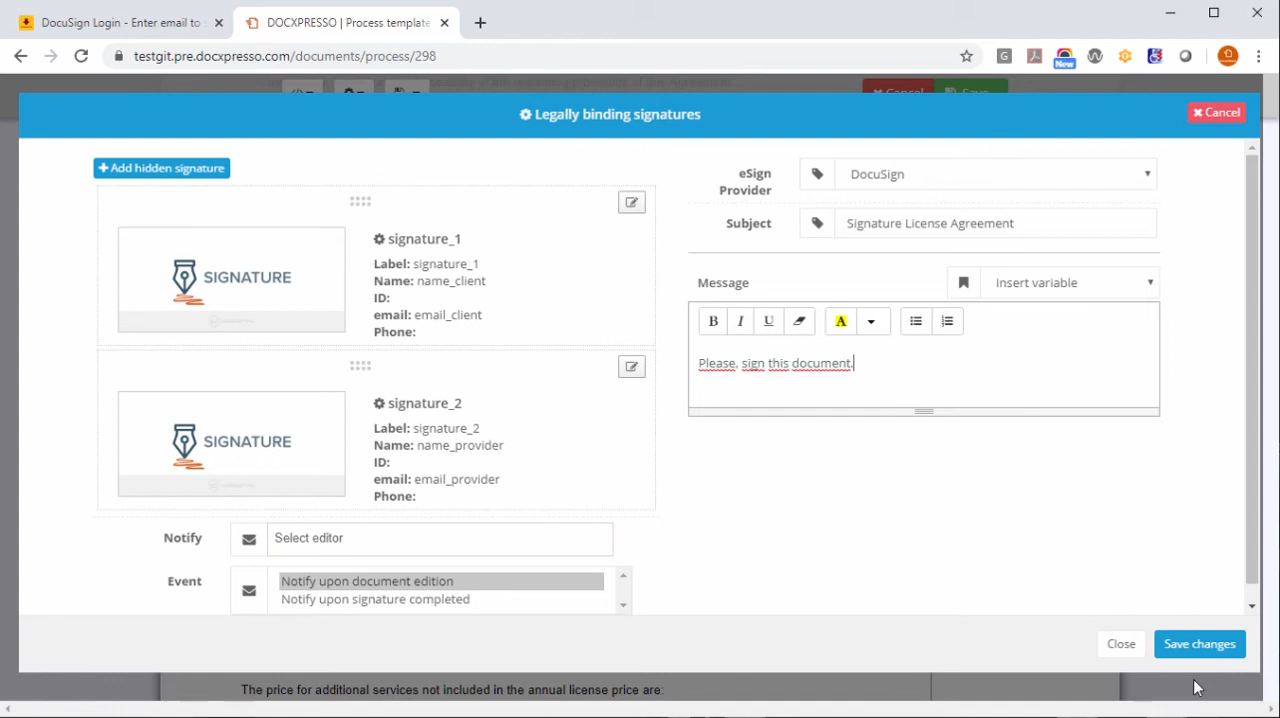 DocuSign Login - Enter email to s
DOCXPRESSO | Process template
testgit.pre.docxpresso.com/documents/process/298
New
Cancel
Save
Legally binding signatures
Cancel
Add hidden signature
SIGNATURE
signature_1
Label: signature_1
Name: name_client
ID:
email: email_client
Phone:
SIGNATURE
signature_2
Label: signature_2
Name: name_provider
ID:
email: email_provider
Phone:
Notify
Select editor
Event
Notify upon document edition
Notify upon signature completed
eSign
Provider
DocuSign
Subject
Signature License Agreement
Message
Insert variable
B I U A
Please, sign this document.
Close
Save changes
The price for additional services not included in the annual license price are: